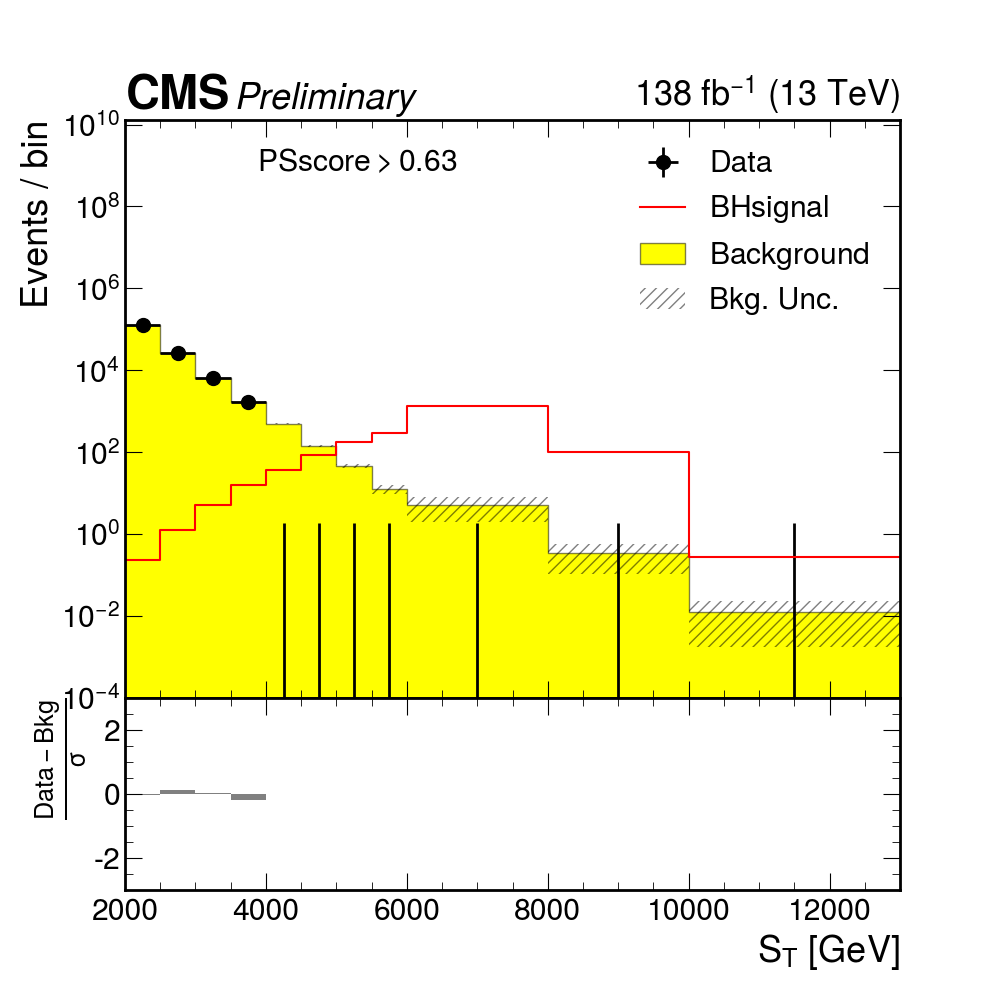 CMS Preliminary 138 fb⁻¹ (13 TeV)
Events / bin
10¹⁰
10⁸
10⁶
10⁴
10²
10⁰
10⁻²
10⁻⁴
PSscore > 0.63
Data
BHsignal
Background
Bkg. Unc.
Data – Bkg
σ
2
0
-2
2000 4000 6000 8000 10000 12000
S_T [GeV]